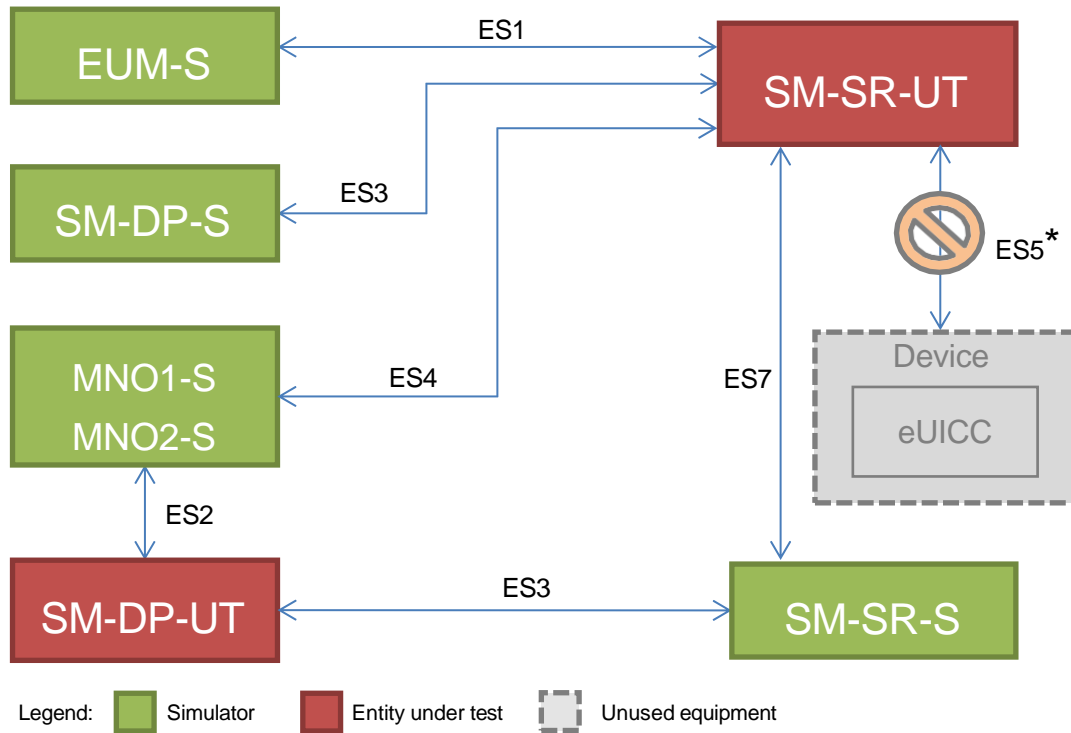 ES1
EUM-S
SM-SR-UT
SM-DP-S
ES3
ES5*
MNO1-S
MNO2-S
ES4
ES7
Device
eUICC
ES2
SM-DP-UT
ES3
SM-SR-S
Legend:
Simulator
Entity under test
Unused equipment